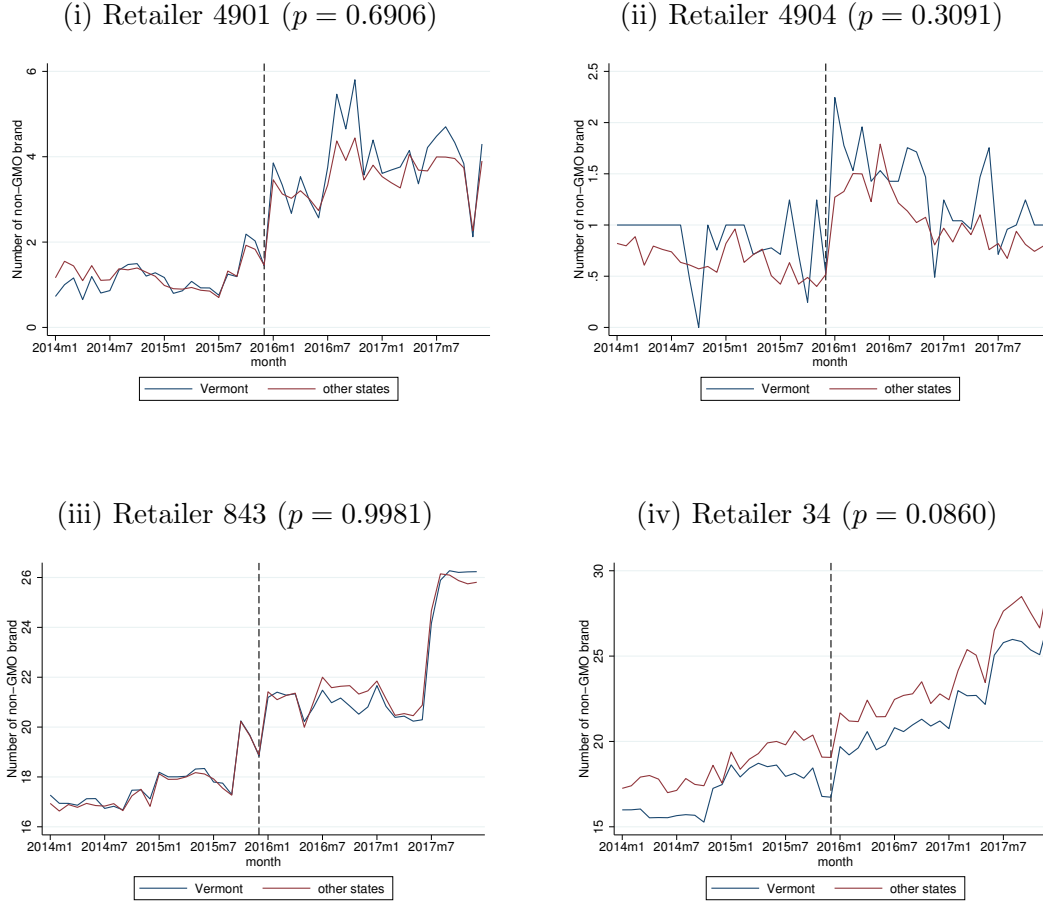 (i) Retailer 4901 (p = 0.6906)
Number of non−GMO brand
6
4
2
0
2014m1 2014m7 2015m1 2015m7 2016m1 2016m7 2017m1 2017m7
month
Vermont other states
(ii) Retailer 4904 (p = 0.3091)
Number of non−GMO brand
2.5
2
1.5
1
.5
0
2014m1 2014m7 2015m1 2015m7 2016m1 2016m7 2017m1 2017m7
month
Vermont other states
(iii) Retailer 843 (p = 0.9981)
Number of non−GMO brand
26
24
22
20
18
16
2014m1 2014m7 2015m1 2015m7 2016m1 2016m7 2017m1 2017m7
month
Vermont other states
(iv) Retailer 34 (p = 0.0860)
Number of non−GMO brand
30
25
20
15
2014m1 2014m7 2015m1 2015m7 2016m1 2016m7 2017m1 2017m7
month
Vermont other states